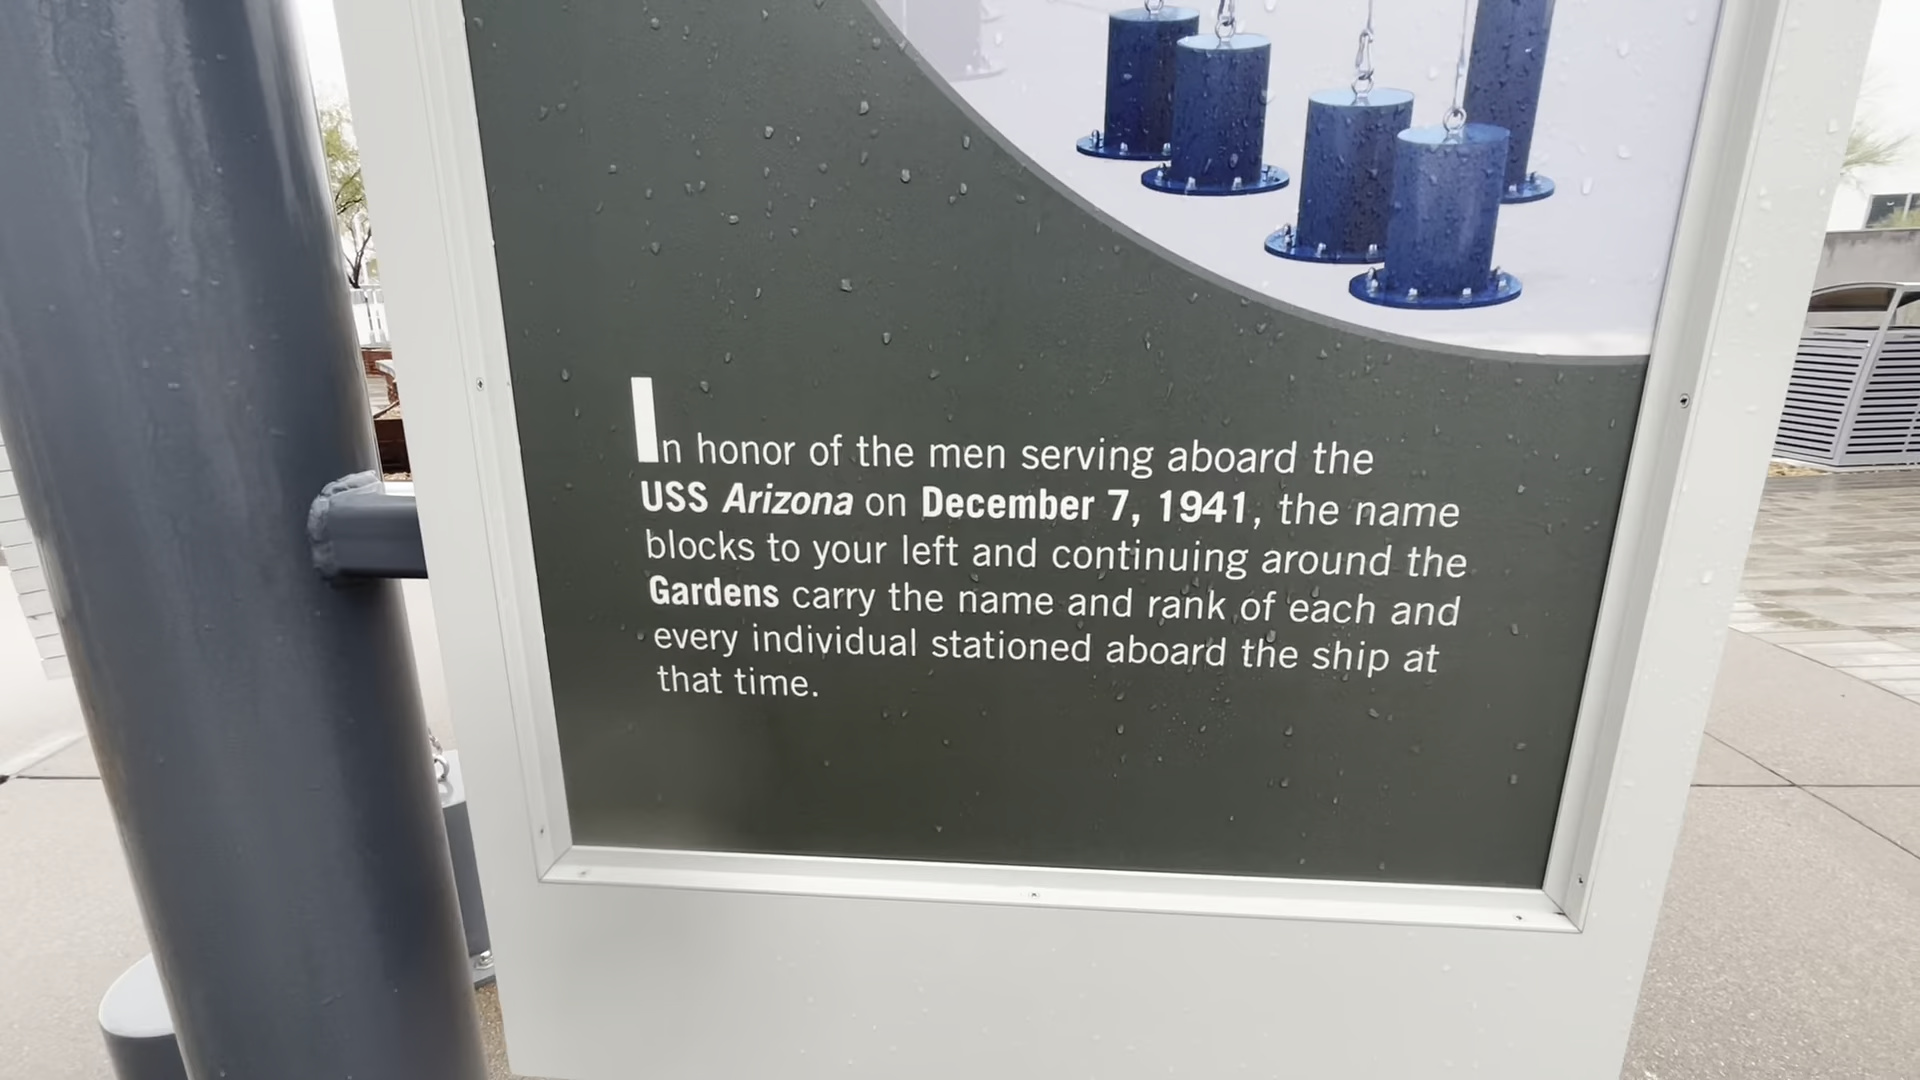 In honor of the men serving aboard the
USS Arizona on December 7, 1941, the name
blocks to your left and continuing around the
Gardens carry the name and rank of each and
every individual stationed aboard the ship at
that time.